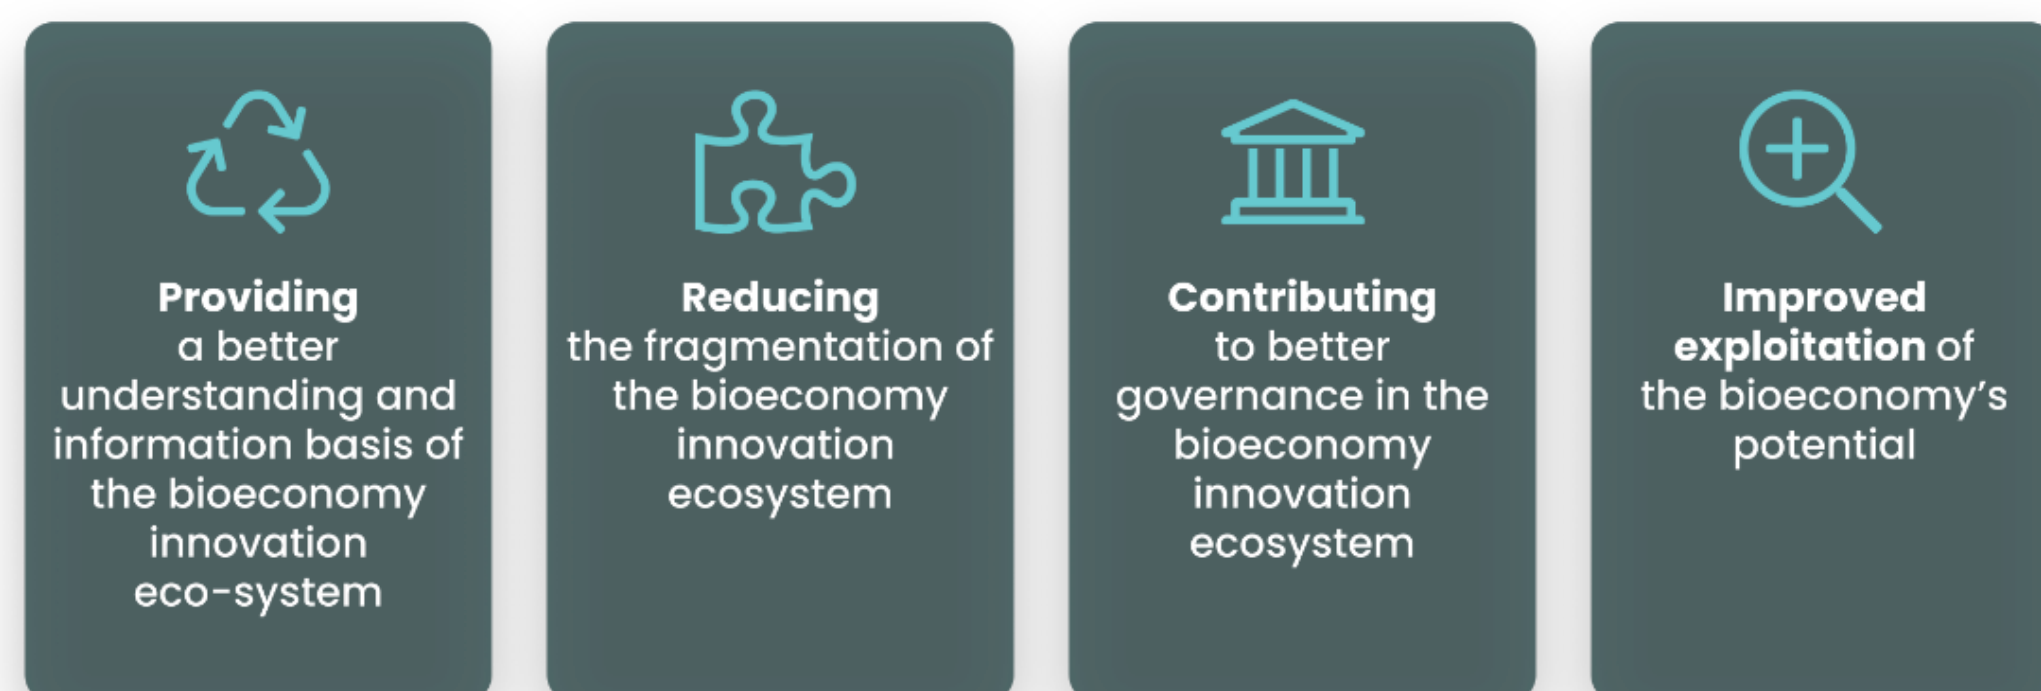 Providing
a better
understanding and
information basis of
the bioeconomy
innovation
eco-system
Reducing
the fragmentation of
the bioeconomy
innovation
ecosystem
Contributing
to better
governance in the
bioeconomy
innovation
ecosystem
Improved
exploitation of
the bioeconomy’s
potential